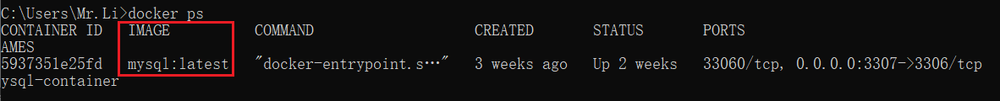 C:\Users\Mr.Li>docker ps
CONTAINER ID IMAGE COMMAND CREATED STATUS PORTS
AMES
5937351e25fd mysql:latest "docker-entrypoint.s…" 3 weeks ago Up 2 weeks 33060/tcp, 0.0.0.0:3307->3306/tcp
ysql-container